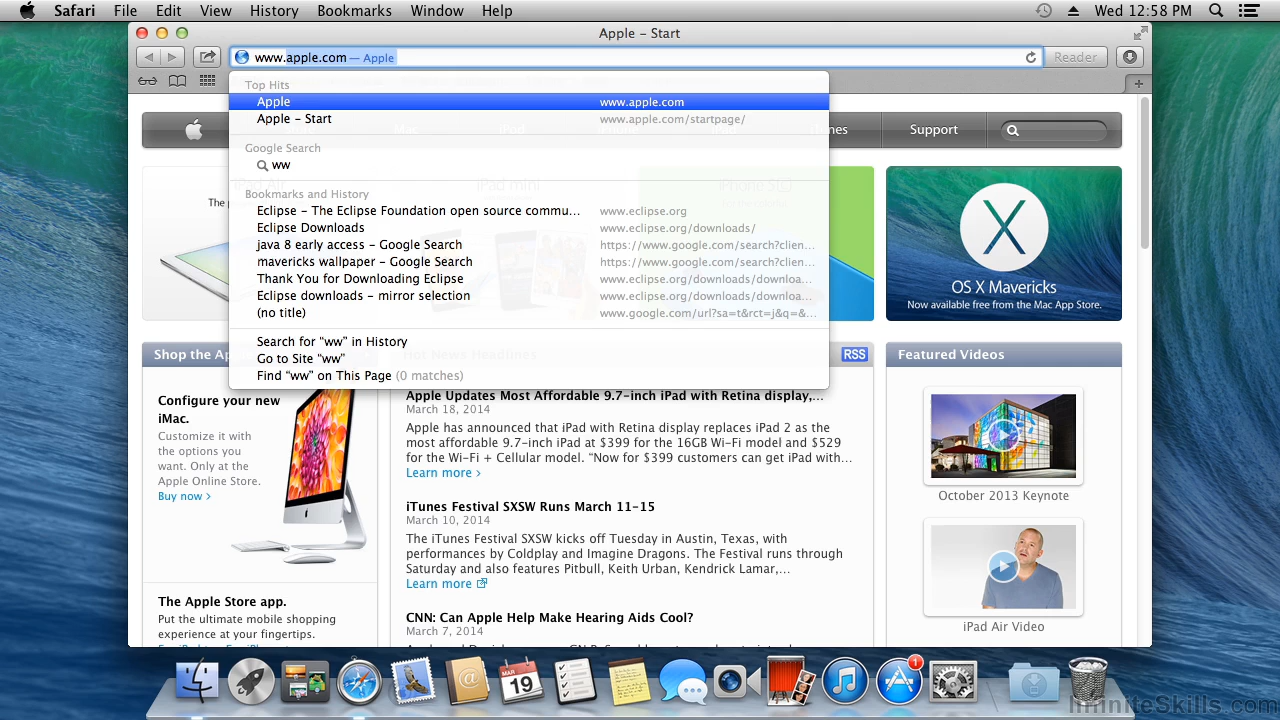 Safari File Edit View History Bookmarks Window Help Wed 12:58 PM
Apple – Start
www.apple.com — Apple Reader
Top Hits
Apple www.apple.com
Apple – Start www.apple.com/startpage/
Google Search
ww
Bookmarks and History
Eclipse – The Eclipse Foundation open source commu... www.eclipse.org
Eclipse Downloads www.eclipse.org/downloads/
java 8 early access – Google Search https://www.google.com/search?clien...
mavericks wallpaper – Google Search https://www.google.com/search?clien...
Thank You for Downloading Eclipse www.eclipse.org/downloads/downloa...
Eclipse downloads – mirror selection www.eclipse.org/downloads/downloa...
(no title) www.google.com/url?sa=t&rct=j&q=&...
Search for “ww” in History
Go to Site “ww”
Find “ww” on This Page (0 matches)
Support
iPad mini
OS X Mavericks
Now available free from the Mac App Store.
Shop the Ap
Hot News Headlines RSS
Featured Videos
Configure your new
iMac.
Customize it with
the options you
want. Only at the
Apple Online Store.
Buy now ›
The Apple Store app.
Put the ultimate mobile shopping
experience at your fingertips.
Apple Updates Most Affordable 9.7-inch iPad with Retina display,...
March 18, 2014
Apple has announced that iPad with Retina display replaces iPad 2 as the
most affordable 9.7-inch iPad at $399 for the 16GB Wi-Fi model and $529
for the Wi-Fi + Cellular model. “Now for $399 customers can get iPad with...
Learn more ›
iTunes Festival SXSW Runs March 11-15
March 10, 2014
The iTunes Festival SXSW kicks off Tuesday in Austin, Texas, with
performances by Coldplay and Imagine Dragons. The Festival runs through
Saturday and also features Pitbull, Keith Urban, Kendrick Lamar,...
Learn more
CNN: Can Apple Help Make Hearing Aids Cool?
March 7, 2014
October 2013 Keynote
iPad Air Video
MAR
19
1
InfiniteSkills.com